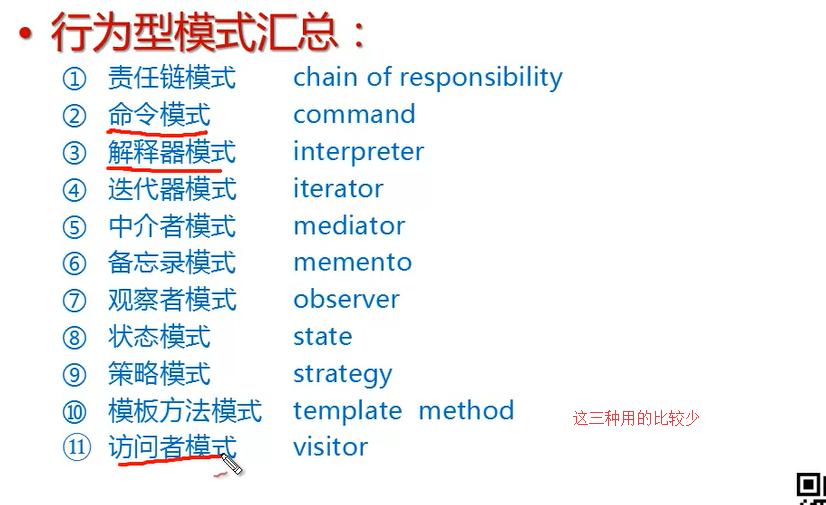 • 行为型模式汇总：
① 责任链模式 chain of responsibility
② 命令模式 command
③ 解释器模式 interpreter
④ 迭代器模式 iterator
⑤ 中介者模式 mediator
⑥ 备忘录模式 memento
⑦ 观察者模式 observer
⑧ 状态模式 state
⑨ 策略模式 strategy
⑩ 模板方法模式 template method
这三种用的比较少
⑪ 访问者模式 visitor